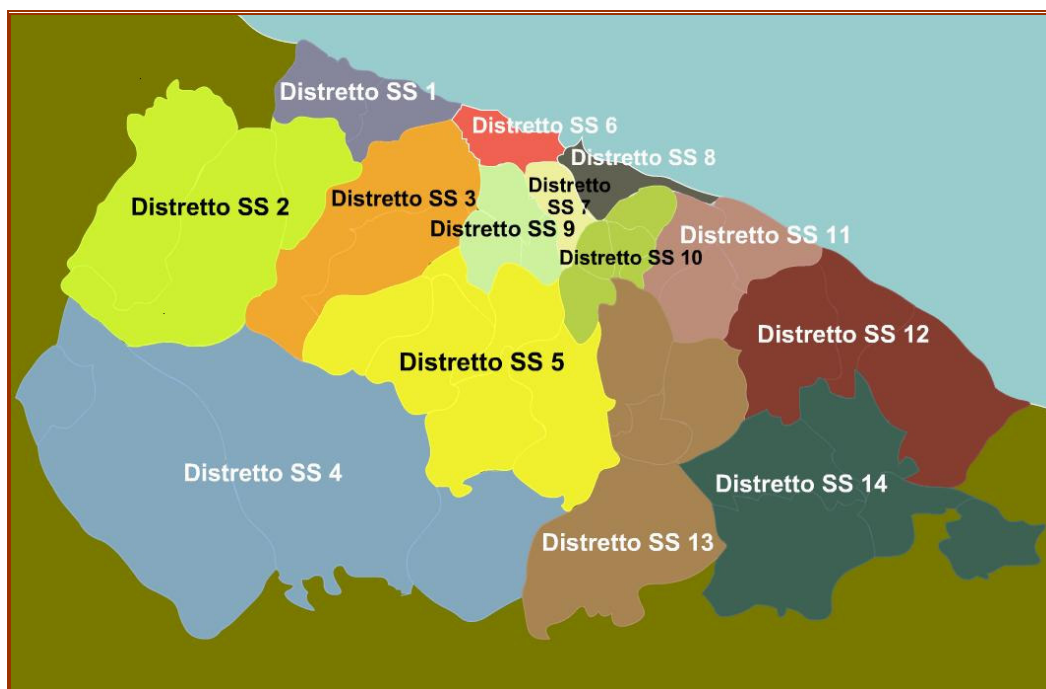 Distretto SS 1
Distretto SS 6
Distretto SS 8
Distretto
SS 7
Distretto SS 3
Distretto SS 2
Distretto SS 9
Distretto SS 11
Distretto SS 10
Distretto SS 12
Distretto SS 5
Distretto SS 4
Distretto SS 14
Distretto SS 13